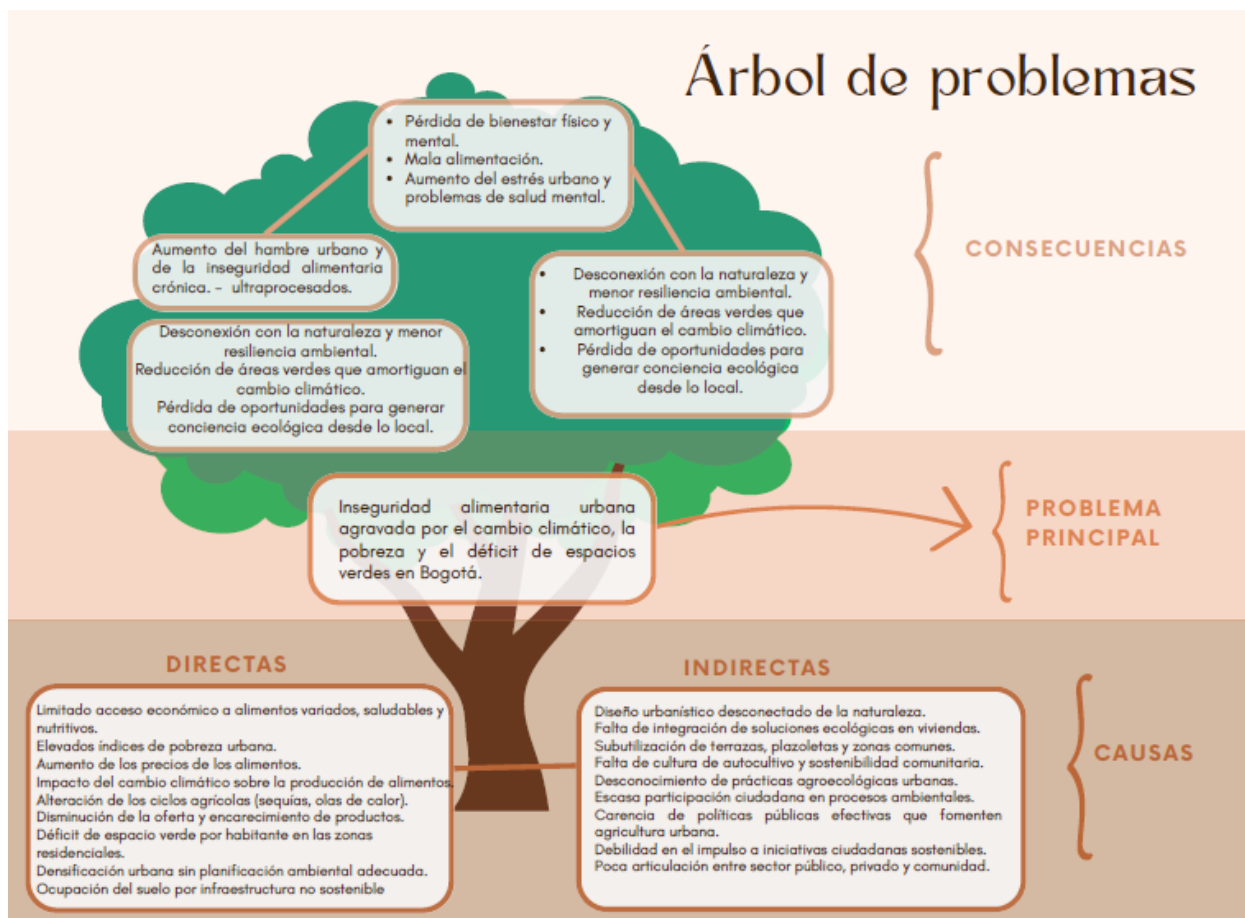 Árbol de problemas
• Pérdida de bienestar físico y
mental.
• Mala alimentación.
• Aumento del estrés urbano y
problemas de salud mental.
CONSECUENCIAS
Aumento del hambre urbano y
de la inseguridad alimentaria
crónica. - ultraprocesados.
• Desconexión con la naturaleza y
menor resiliencia ambiental.
• Reducción de áreas verdes que
amortiguan el cambio climático.
• Pérdida de oportunidades para
generar conciencia ecológica
desde lo local.
Desconexión con la naturaleza y menor
resiliencia ambiental.
Reducción de áreas verdes que amortiguan el
cambio climático.
Pérdida de oportunidades para generar
conciencia ecológica desde lo local.
Inseguridad alimentaria urbana
agravada por el cambio climático, la
pobreza y el déficit de espacios
verdes en Bogotá.
PROBLEMA
PRINCIPAL
DIRECTAS
Limitado acceso económico a alimentos variados, saludables y
nutritivos.
Elevados índices de pobreza urbana.
Aumento de los precios de los alimentos.
Impacto del cambio climático sobre la producción de alimentos.
Alteración de los ciclos agrícolas (sequías, olas de calor).
Disminución de la oferta y encarecimiento de productos.
Déficit de espacio verde por habitante en las zonas
residenciales.
Densificación urbana sin planificación ambiental adecuada.
Ocupación del suelo por infraestructura no sostenible
INDIRECTAS
Diseño urbanístico desconectado de la naturaleza.
Falta de integración de soluciones ecológicas en viviendas.
Subutilización de terrazas, plazoletas y zonas comunes.
Falta de cultura de autocultivo y sostenibilidad comunitaria.
Desconocimiento de prácticas agroecológicas urbanas.
Escasa participación ciudadana en procesos ambientales.
Carencia de políticas públicas efectivas que fomenten
agricultura urbana.
Debilidad en el impulso a iniciativas ciudadanas sostenibles.
Poca articulación entre sector público, privado y comunidad.
CAUSAS